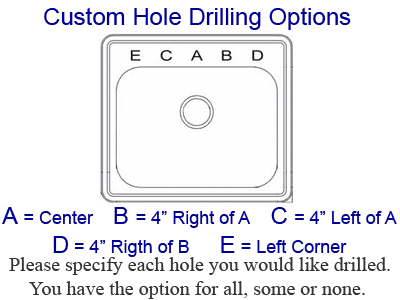 Custom Hole Drilling Options
E C A B D
A = Center B = 4” Right of A C = 4” Left of A
D = 4” Rigth of B E = Left Corner
Please specify each hole you would like drilled.
You have the option for all, some or none.